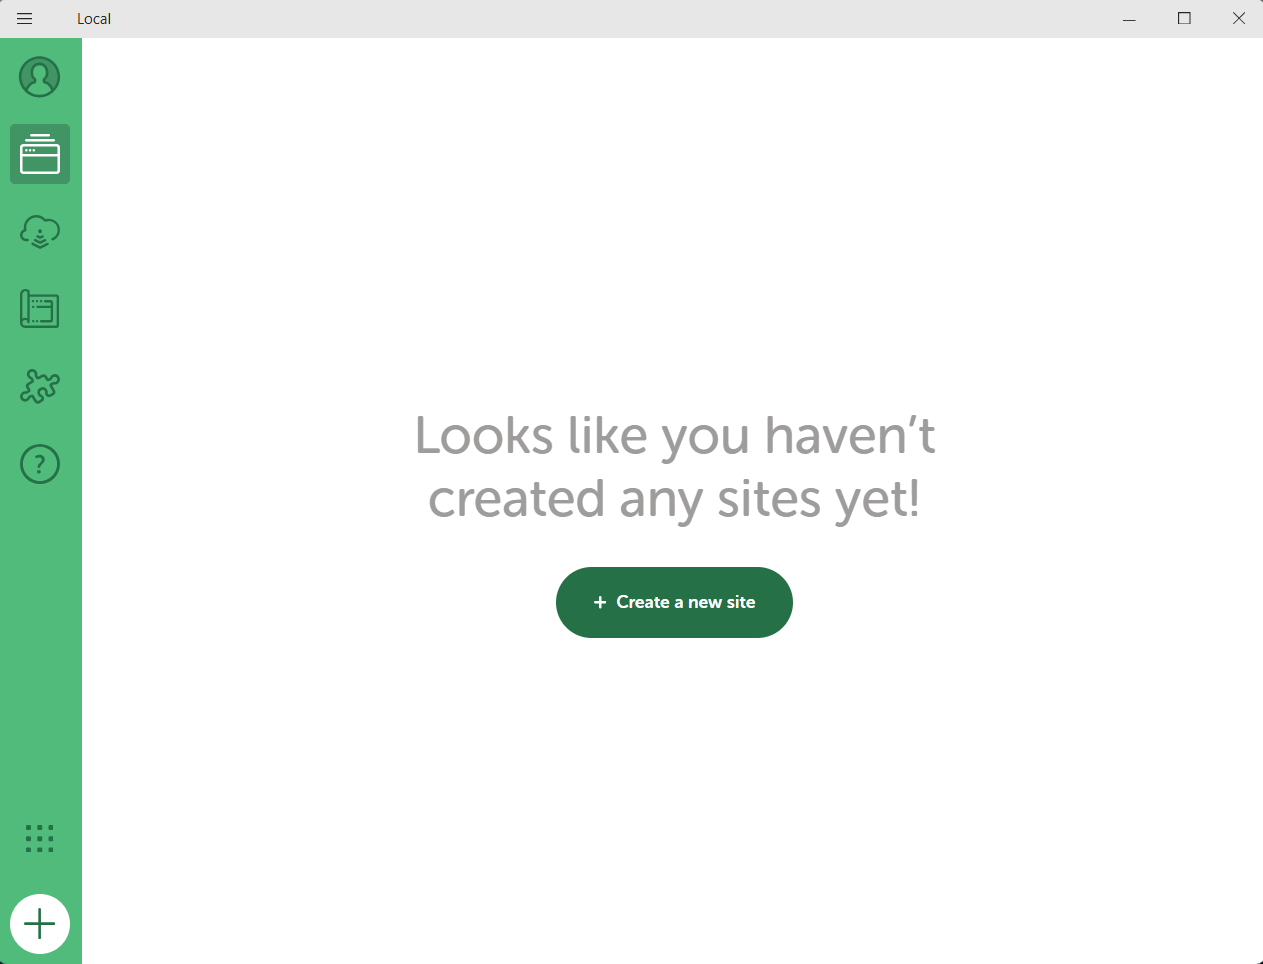 Local
Looks like you haven’t
created any sites yet!
+ Create a new site
?